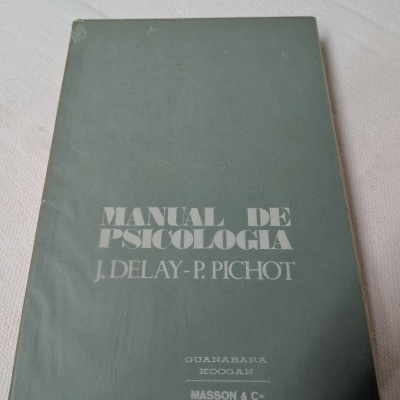 MANUAL DE
PSICOLOGIA
J. DELAY-P. PICHOT
GUANABARA
KOOGAN
MASSON & Cie